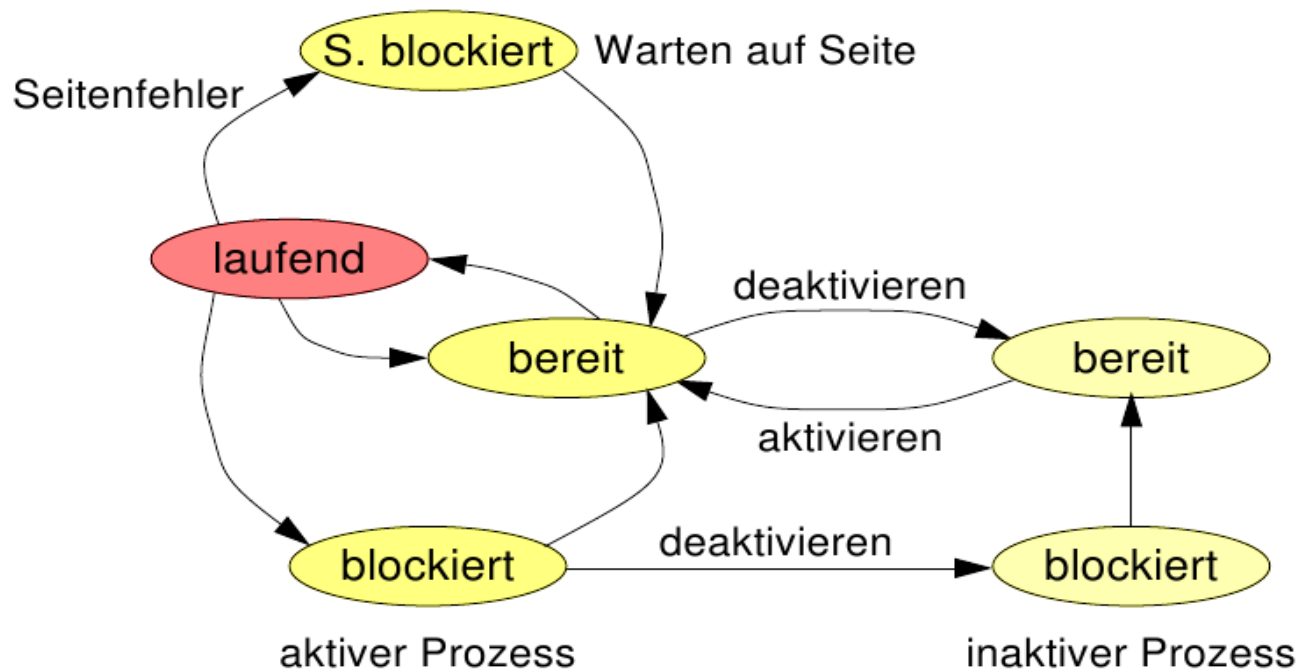 S. blockiert
Warten auf Seite
Seitenfehler
laufend
deaktivieren
bereit
bereit
aktivieren
deaktivieren
blockiert
blockiert
aktiver Prozess
inaktiver Prozess